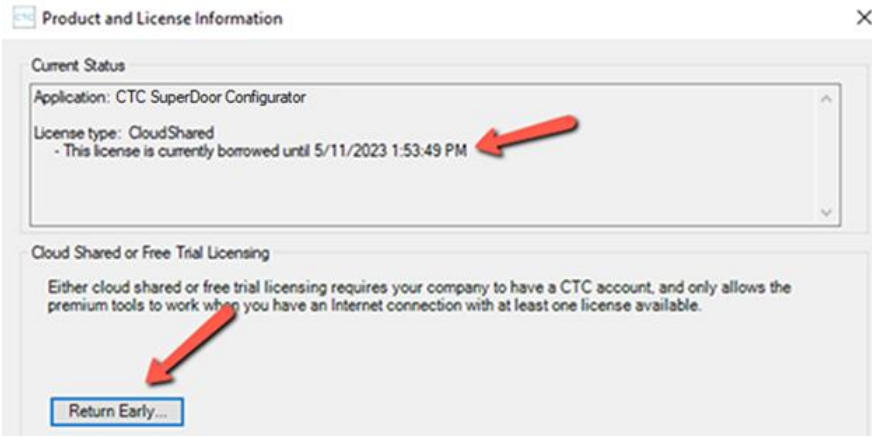 CTC Product and License Information
Current Status
Application: CTC SuperDoor Configurator
License type: CloudShared
- This license is currently borrowed until 5/11/2023 1:53:49 PM
Cloud Shared or Free Trial Licensing
Either cloud shared or free trial licensing requires your company to have a CTC account, and only allows the
premium tools to work when you have an Internet connection with at least one license available.
Return Early...